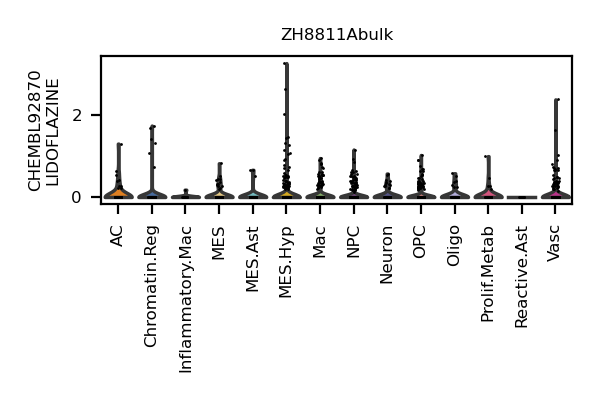 ZH8811Abulk
CHEMBL92870
LIDOFLAZINE
2
0
AC
Chromatin.Reg
Inflammatory.Mac
MES
MES.Ast
MES.Hyp
Mac
NPC
Neuron
OPC
Oligo
Prolif.Metab
Reactive.Ast
Vasc